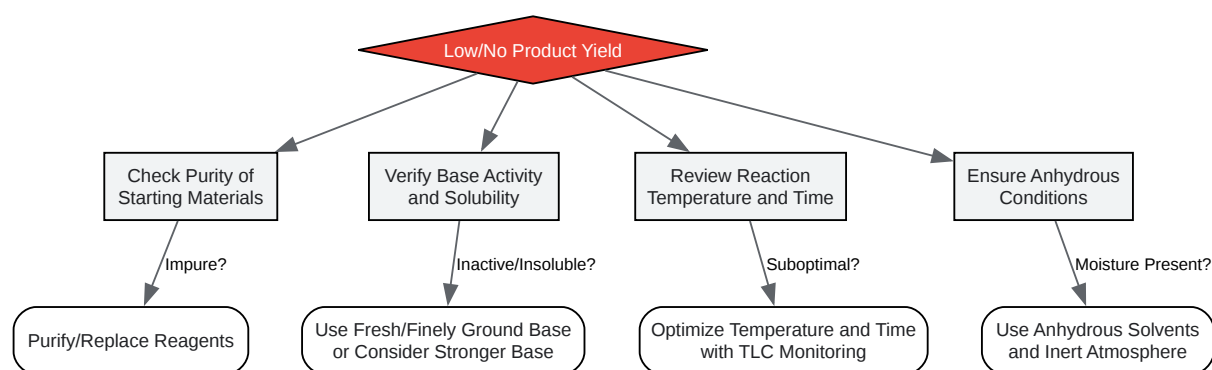 Low/No Product Yield
Check Purity of
Starting Materials
Verify Base Activity
and Solubility
Review Reaction
Temperature and Time
Ensure Anhydrous
Conditions
Impure?
Inactive/Insoluble?
Suboptimal?
Moisture Present?
Purify/Replace Reagents
Use Fresh/Finely Ground Base
or Consider Stronger Base
Optimize Temperature and Time
with TLC Monitoring
Use Anhydrous Solvents
and Inert Atmosphere